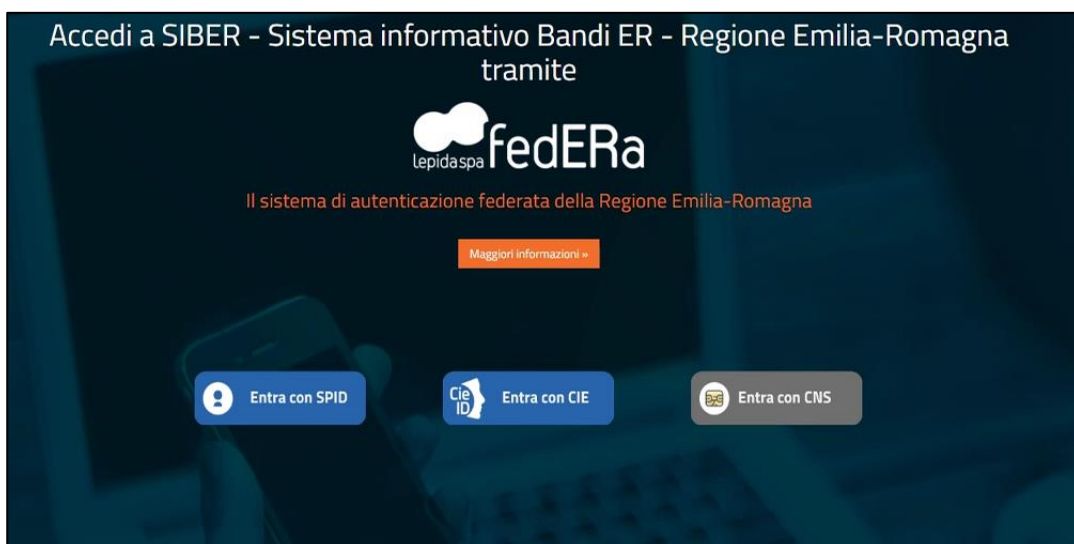 Accedi a SIBER - Sistema informativo Bandi ER - Regione Emilia-Romagna
tramite
lepidaspa fedERa
Il sistema di autenticazione federata della Regione Emilia-Romagna
Maggiori informazioni »
Entra con SPID
Cie ID Entra con CIE
Entra con CNS